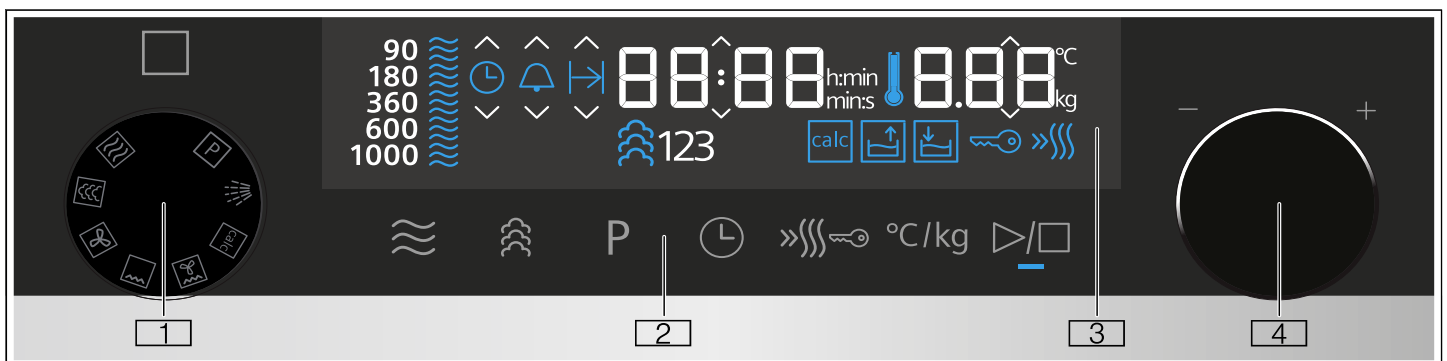 90
180
360
600
1000
88:88
h:min
min:s
8.88
°C
kg
123
calc
P
calc
P
°C/kg
1
2
3
4